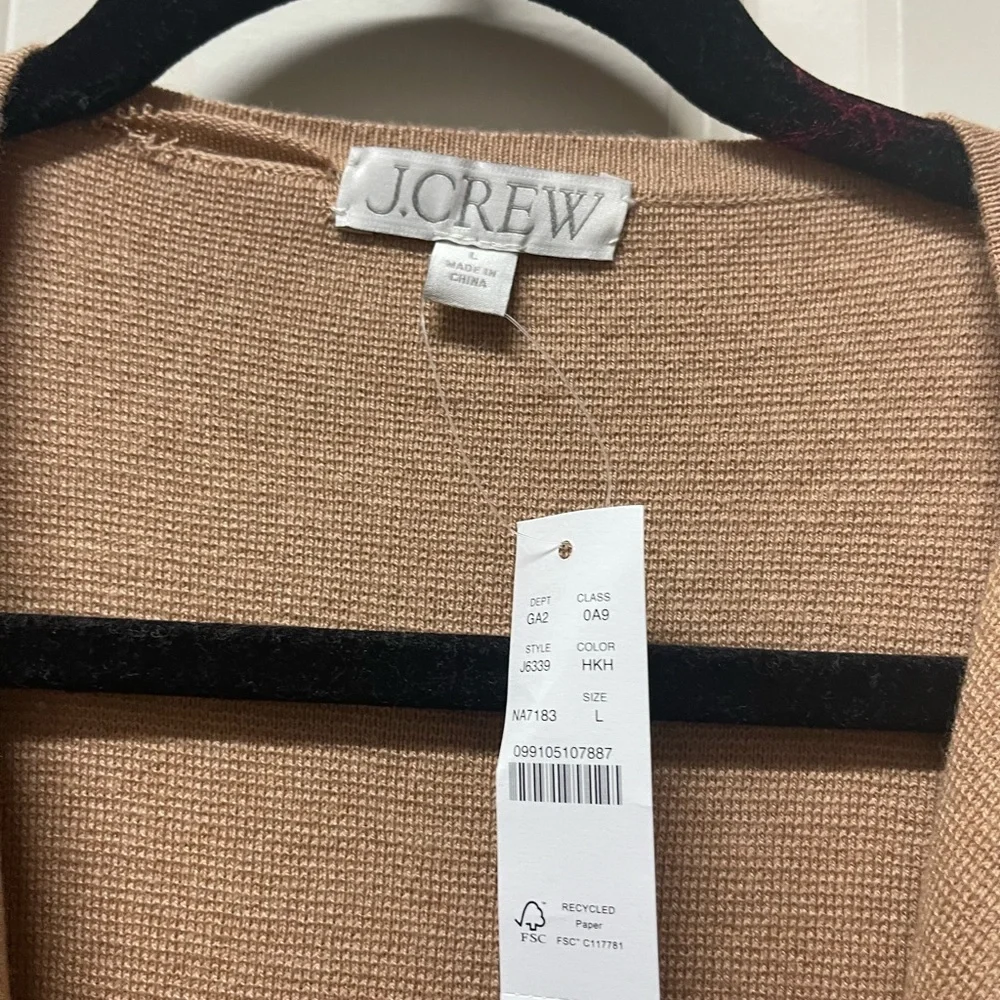 J.CREW
L
MADE IN
CHINA
DEPT CLASS
GA2 0A9
STYLE COLOR
J6339 HKH
SIZE
NA7183 L
099105107887
FSC
RECYCLED
Paper
FSC™ C117781